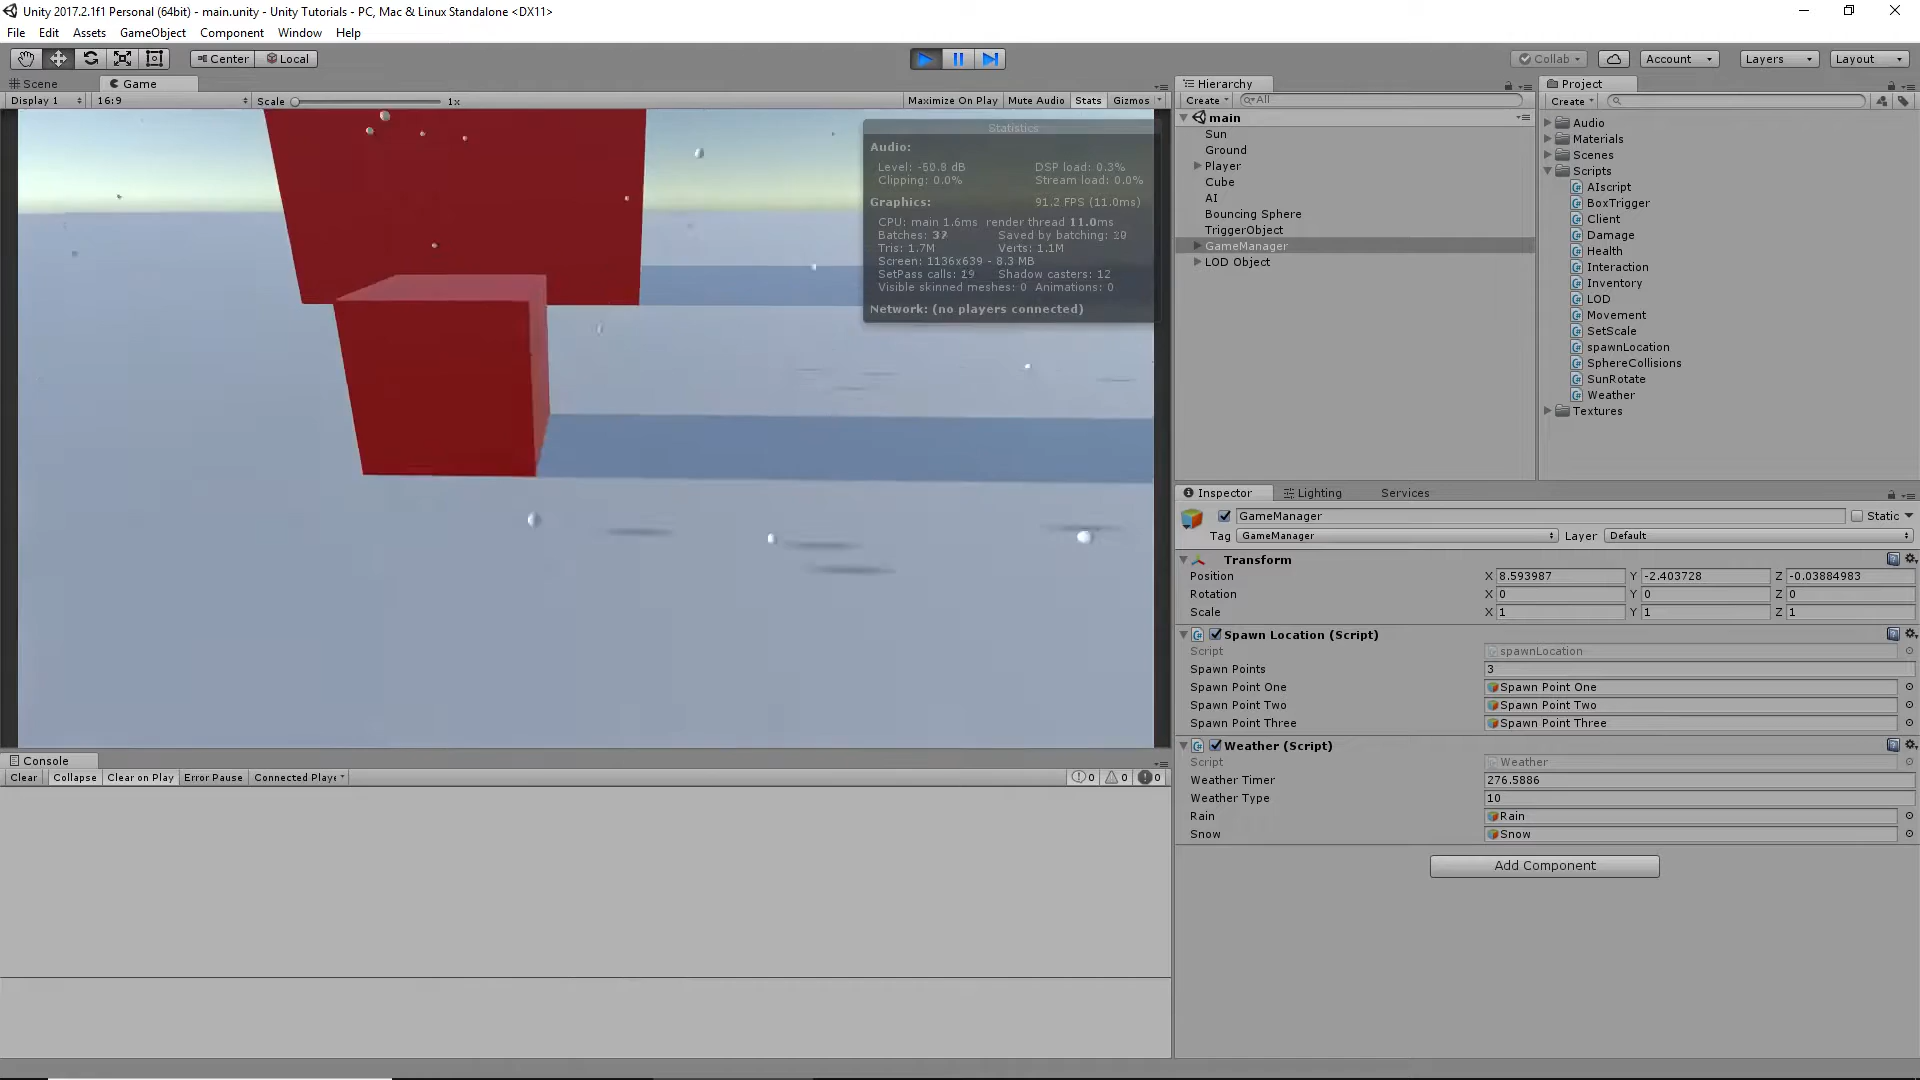 Unity 2017.2.1f1 Personal (64bit) - main.unity - Unity Tutorials - PC, Mac & Linux Standalone <DX11>
File Edit Assets GameObject Component Window Help
Center Local Collab Account Layers Layout
Scene Game
Display 1 16:9 Scale 1x Maximize On Play Mute Audio Stats Gizmos
Statistics
Audio:
Level: -50.8 dB DSP load: 0.3%
Clipping: 0.0% Stream load: 0.0%
Graphics: 91.2 FPS (11.0ms)
CPU: main 1.6ms render thread 11.0ms
Batches: Saved by batching:
Tris: 1.7M Verts: 1.1M
Screen: 1136x639 - 8.3 MB
SetPass calls: Shadow casters: 12
Visible skinned meshes: 0 Animations: 0
Network: (no players connected)
Hierarchy
Create All
main
Sun
Ground
Player
Cube
AI
Bouncing Sphere
TriggerObject
GameManager
LOD Object
Project
Create
Audio
Materials
Scenes
Scripts
AIscript
BoxTrigger
Client
Damage
Health
Interaction
Inventory
LOD
Movement
SetScale
spawnLocation
SphereCollisions
SunRotate
Weather
Textures
Inspector Lighting Services
GameManager Static
Tag GameManager Layer Default
Transform
Position X 8.593987 Y -2.403728 Z -0.03884983
Rotation X 0 Y 0 Z 0
Scale X 1 Y 1 Z 1
Spawn Location (Script)
Script spawnLocation
Spawn Points 3
Spawn Point One Spawn Point One
Spawn Point Two Spawn Point Two
Spawn Point Three Spawn Point Three
Weather (Script)
Script Weather
Weather Timer 276.5886
Weather Type 10
Rain Rain
Snow Snow
Add Component
Console
Clear Collapse Clear on Play Error Pause Connected Playe 0 0 0